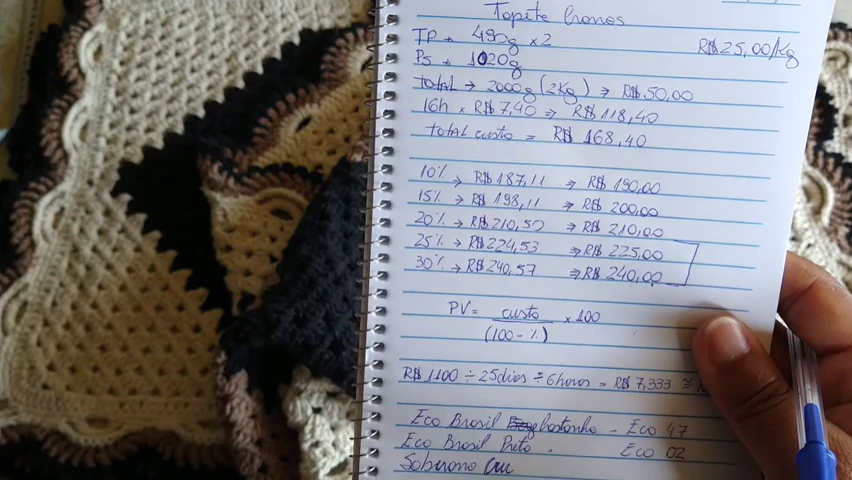 Tapete Cronos
TP → 490g x 2
R$ 25,00/Kg
Ps → 1020g
total → 2000g (2Kg) ⇒ R$ 50,00
16h x R$ 7,40 ⇒ R$ 118,40
total custo = R$ 168,40
10% → R$ 187,11 ⇒ R$ 190,00
15% → R$ 198,11 ⇒ R$ 200,00
20% → R$ 210,50 ⇒ R$ 210,00
25% → R$ 224,53 ⇒ R$ 225,00
30% → R$ 240,57 ⇒ R$ 240,00
PV = custo x 100
(100 - %)
R$ 1100 ÷ 25 dias ÷ 6 horas = R$ 7,333 ≅
Eco Brasil Castanho - Eco 47
Eco Brasil Preto - Eco 02
Soberano Cru